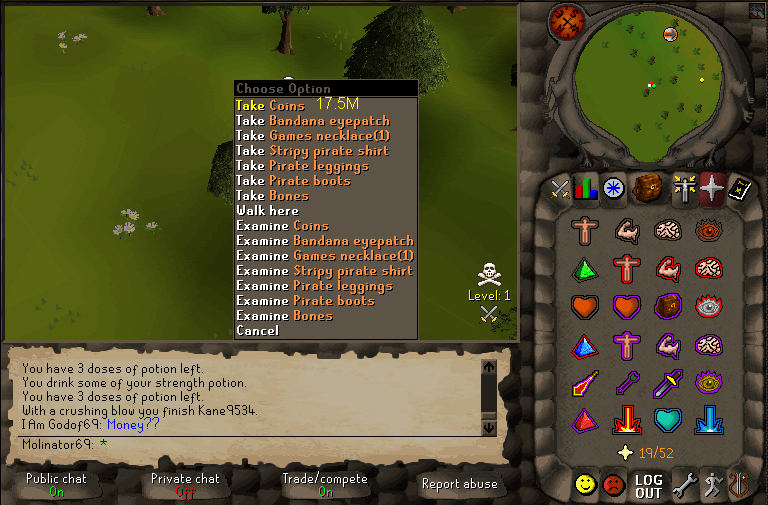 Choose Option
Take Coins 17.5M
Take Bandana eyepatch
Take Games necklace(1)
Take Stripy pirate shirt
Take Pirate leggings
Take Pirate boots
Take Bones
Walk here
Examine Coins
Examine Bandana eyepatch
Examine Games necklace(1)
Examine Stripy pirate shirt
Examine Pirate leggings
Examine Pirate boots
Examine Bones
Cancel
Level: 1
You have 3 doses of potion left.
You drink some of your strength potion.
You have 3 doses of potion left.
With a crushing blow you finish Kane9534.
I Am Godof69: Money??
Molinator69: *
Public chat
On
Private chat
Off
Trade/compete
On
Report abuse
19/52
LOG
OUT